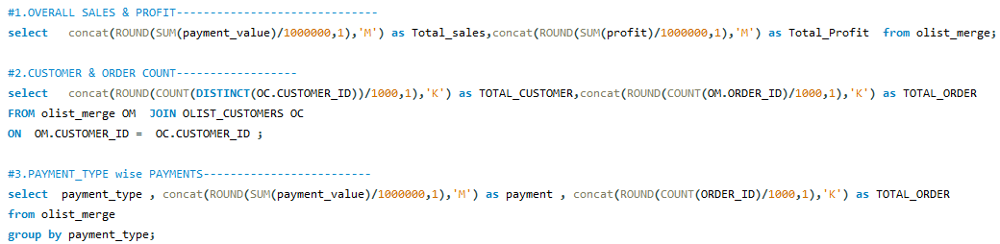 #1.OVERALL SALES & PROFIT------------------------------
select   concat(ROUND(SUM(payment_value)/1000000,1),'M') as Total_sales,concat(ROUND(SUM(profit)/1000000,1),'M') as Total_Profit  from olist_merge;
#2.CUSTOMER & ORDER COUNT------------------
select   concat(ROUND(COUNT(DISTINCT(OC.CUSTOMER_ID))/1000,1),'K') as TOTAL_CUSTOMER,concat(ROUND(COUNT(OM.ORDER_ID)/1000,1),'K') as TOTAL_ORDER
FROM olist_merge OM  JOIN OLIST_CUSTOMERS OC
ON  OM.CUSTOMER_ID =  OC.CUSTOMER_ID ;
#3.PAYMENT_TYPE wise PAYMENTS-------------------------
select  payment_type , concat(ROUND(SUM(payment_value)/1000000,1),'M') as payment , concat(ROUND(COUNT(ORDER_ID)/1000,1),'K') as TOTAL_ORDER
from olist_merge
group by payment_type;